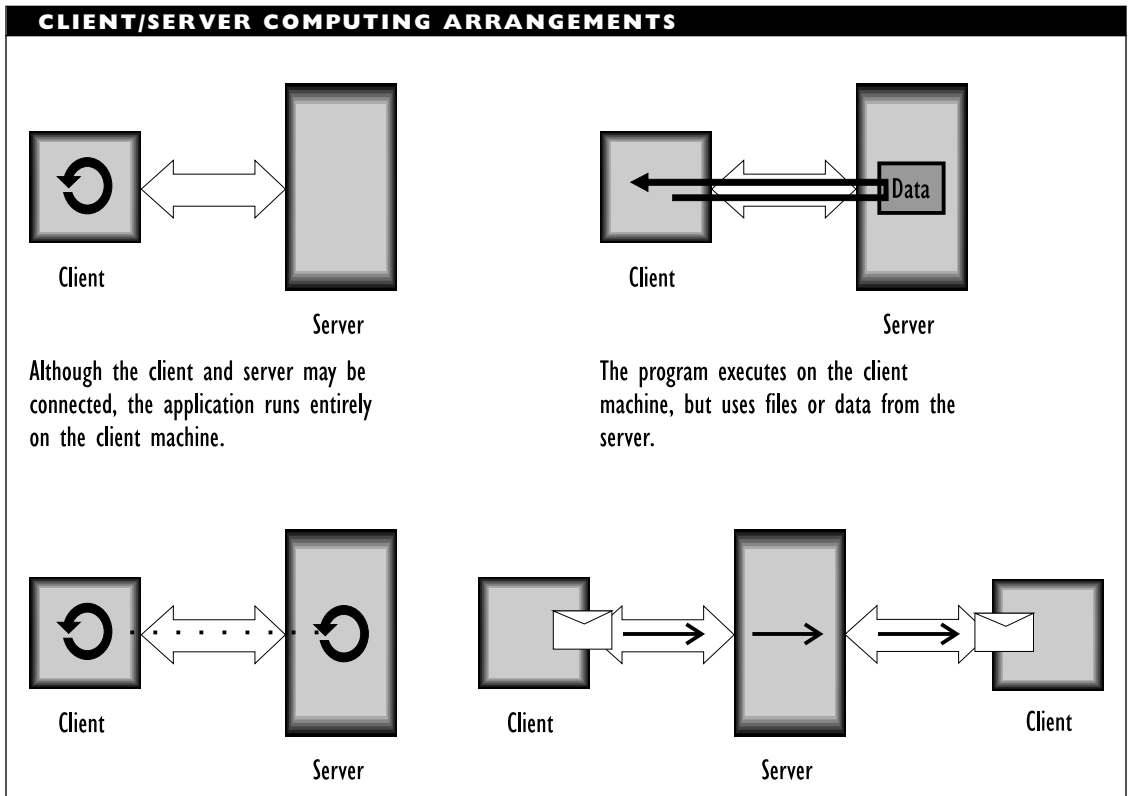 CLIENT/SERVER COMPUTING ARRANGEMENTS
Client
Server
Although the client and server may be
connected, the application runs entirely
on the client machine.
Data
Client
Server
The program executes on the client
machine, but uses files or data from the
server.
Client
Server
Client
Server
Client